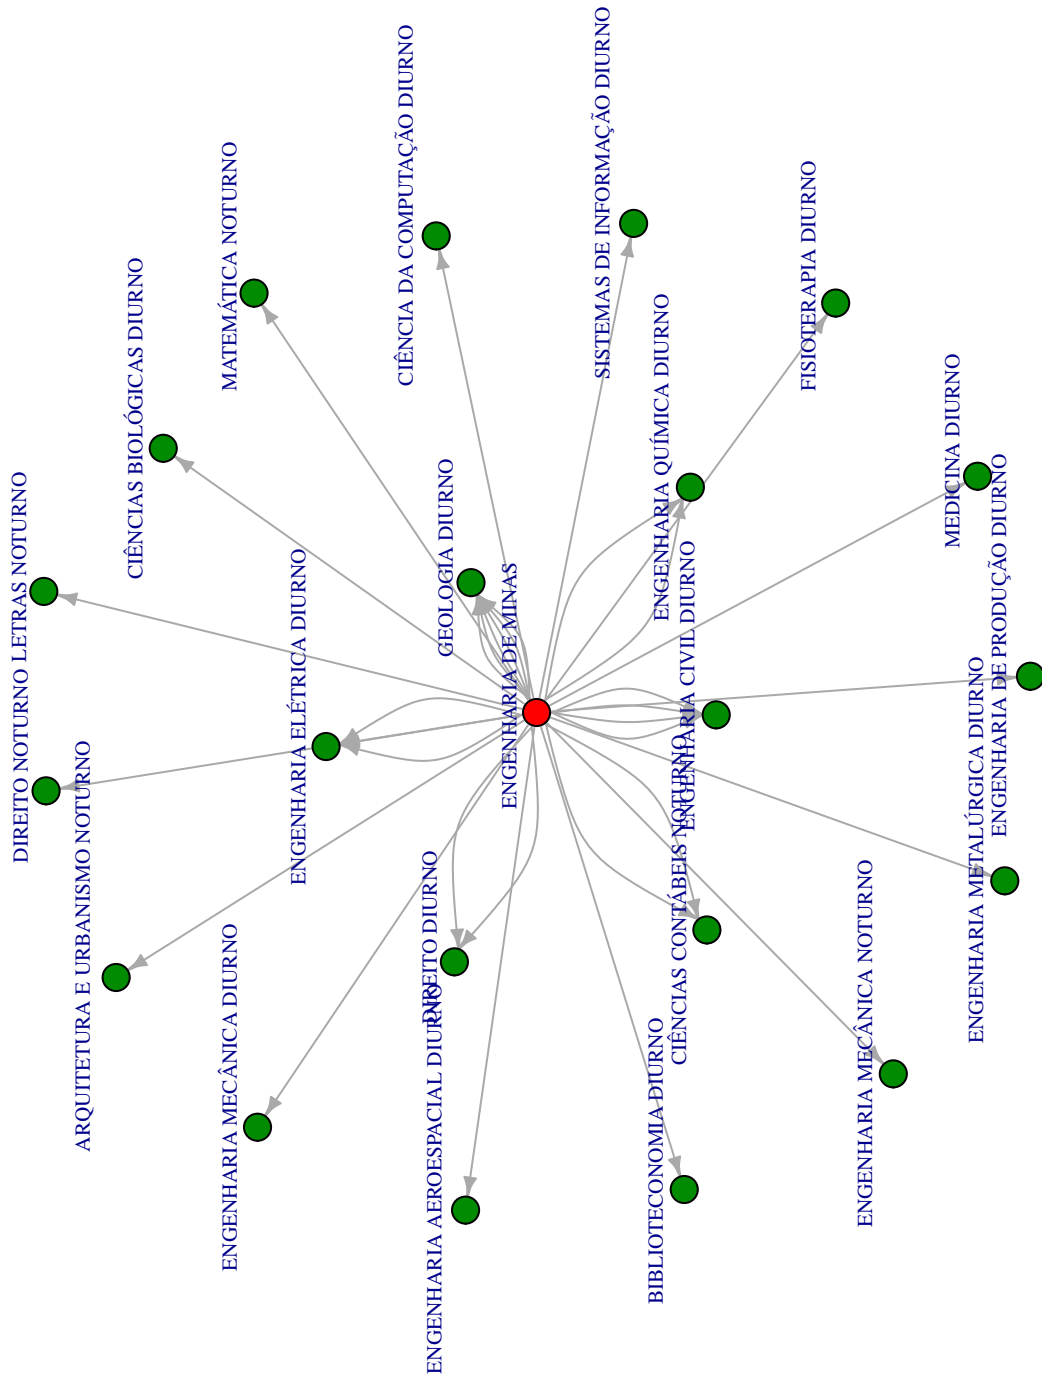 DIREITO NOTURNO
LETRAS NOTURNO
ARQUITETURA E URBANISMO NOTURNO
CIÊNCIAS BIOLÓGICAS DIURNO
MATEMÁTICA NOTURNO
ENGENHARIA MECÂNICA DIURNO
ENGENHARIA ELÉTRICA DIURNO
CIÊNCIA DA COMPUTAÇÃO DIURNO
DIREITO DIURNO
ENGENHARIA AEROESPACIAL DIURNO
GEOLOGIA DIURNO
ENGENHARIA DE MINAS
SISTEMAS DE INFORMAÇÃO DIURNO
BIBLIOTECONOMIA DIURNO
ENGENHARIA QUÍMICA DIURNO
CIÊNCIAS CONTÁBEIS NOTURNO
ENGENHARIA CIVIL DIURNO
FISIOTERAPIA DIURNO
ENGENHARIA MECÂNICA NOTURNO
MEDICINA DIURNO
ENGENHARIA METALÚRGICA DIURNO
ENGENHARIA DE PRODUÇÃO DIURNO